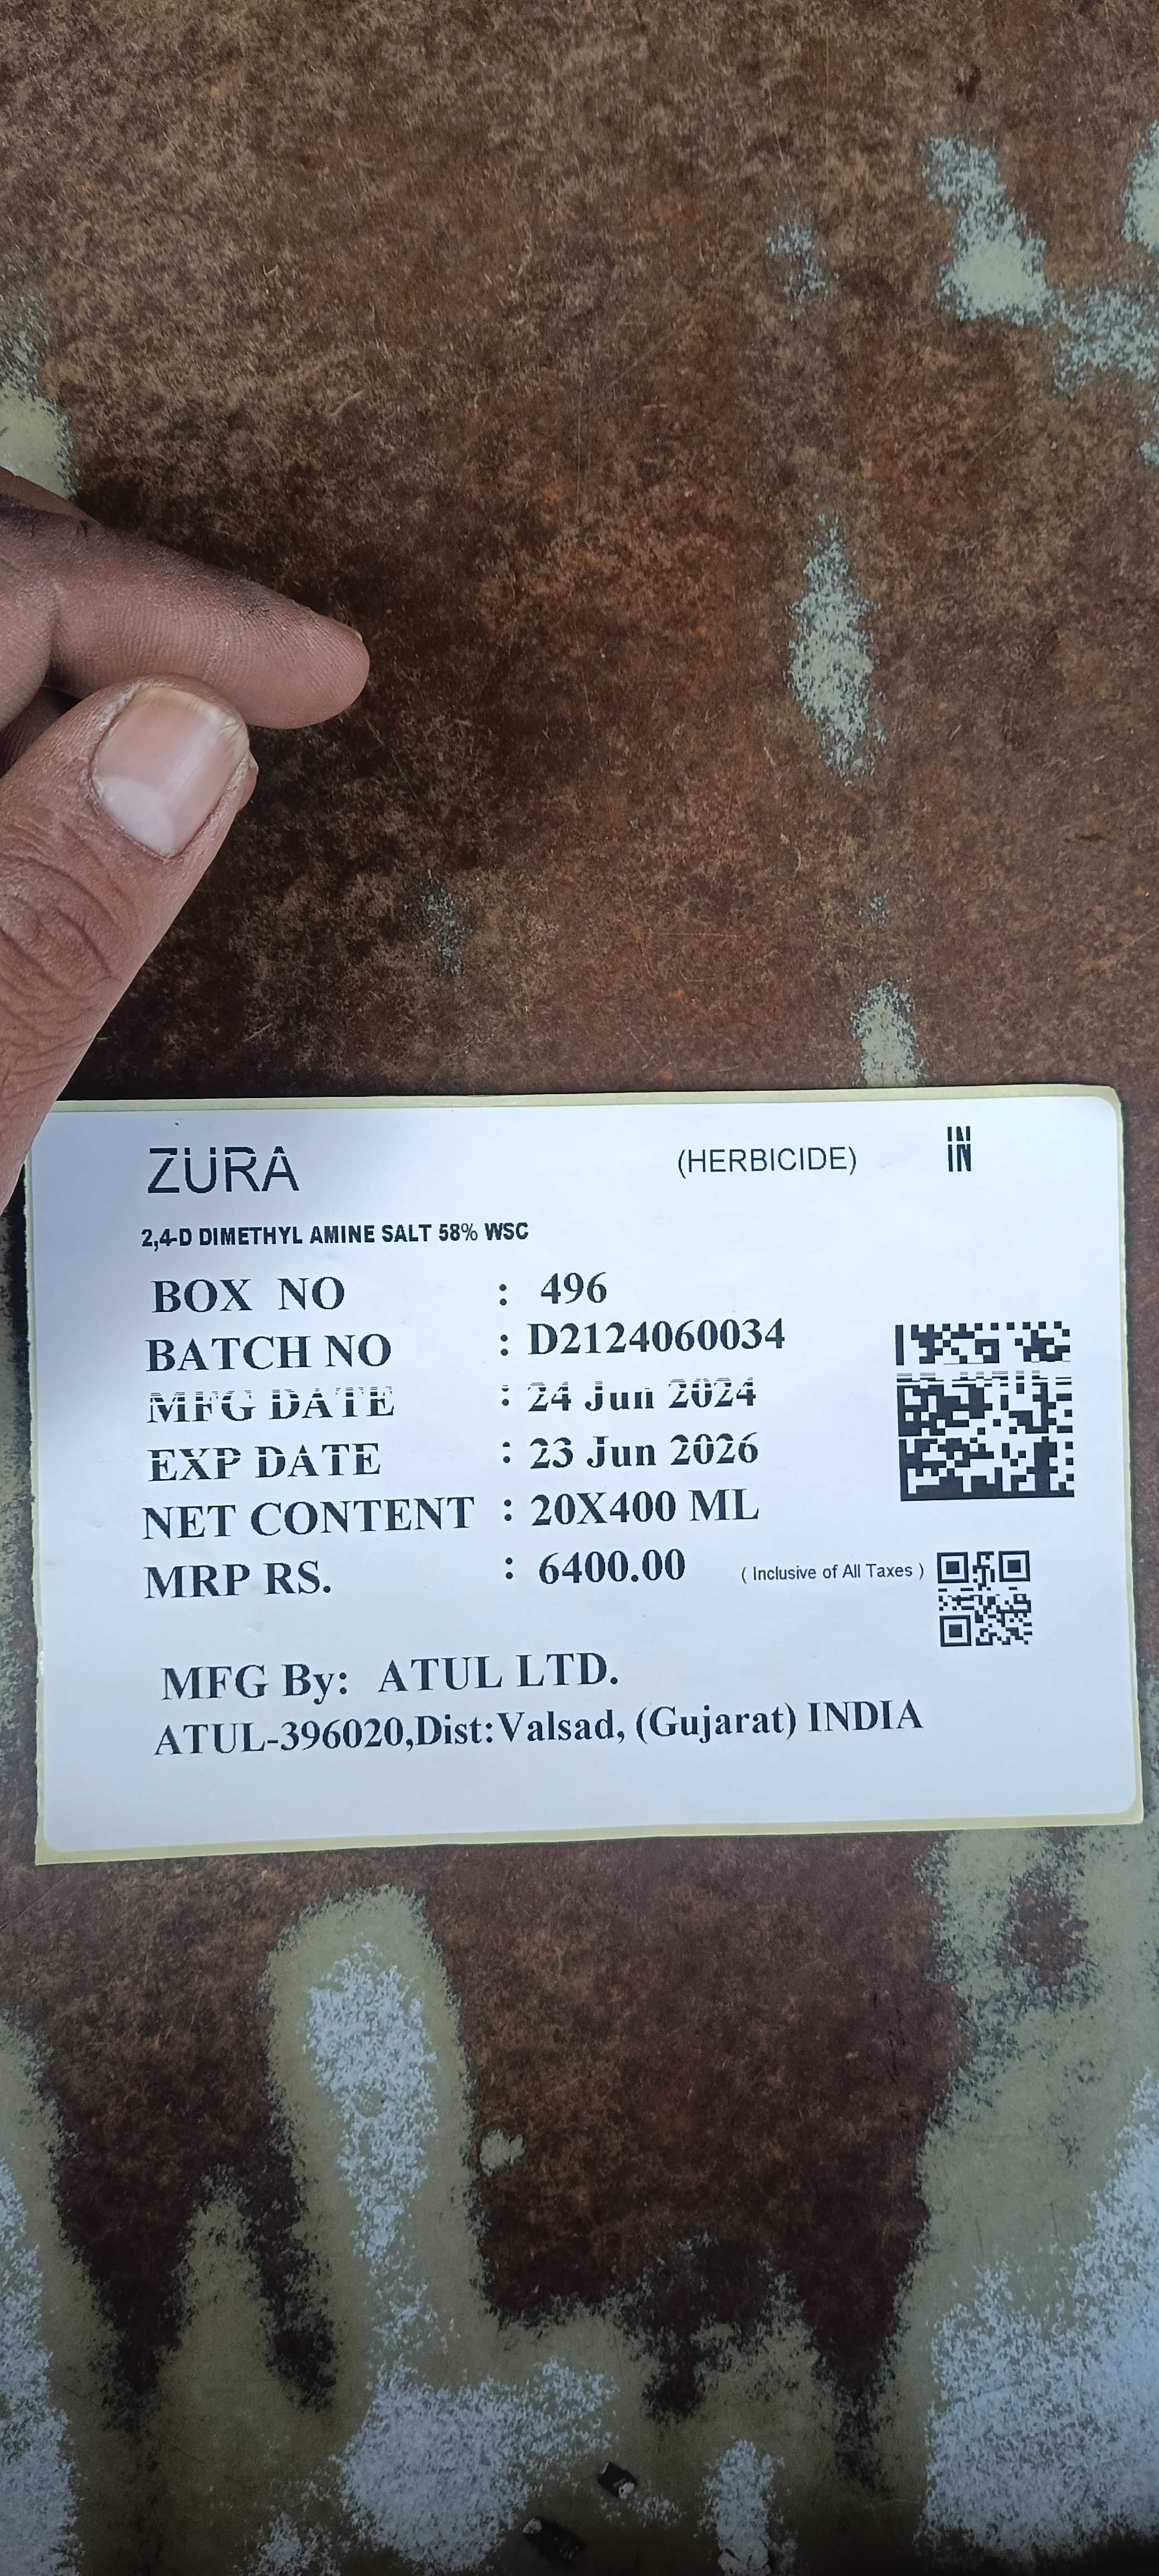 ZURA (HERBICIDE) IN
2,4-D DIMETHYL AMINE SALT 58% WSC
BOX NO : 496
BATCH NO : D2124060034
MFG DATE : 24 Jun 2024
EXP DATE : 23 Jun 2026
NET CONTENT : 20X400 ML
MRP RS. : 6400.00 ( Inclusive of All Taxes )
MFG By: ATUL LTD.
ATUL-396020,Dist:Valsad, (Gujarat) INDIA